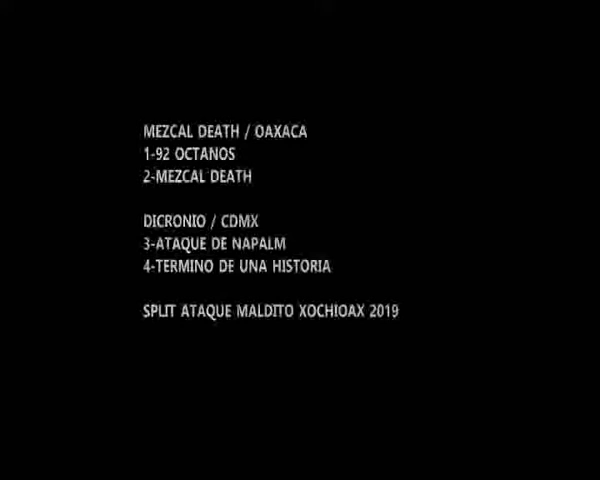 MEZCAL DEATH / OAXACA
1-92 OCTANOS
2-MEZCAL DEATH
DICRONIO / CDMX
3-ATAQUE DE NAPALM
4-TERMINO DE UNA HISTORIA
SPLIT ATAQUE MALDITO XOCHIOAX 2019